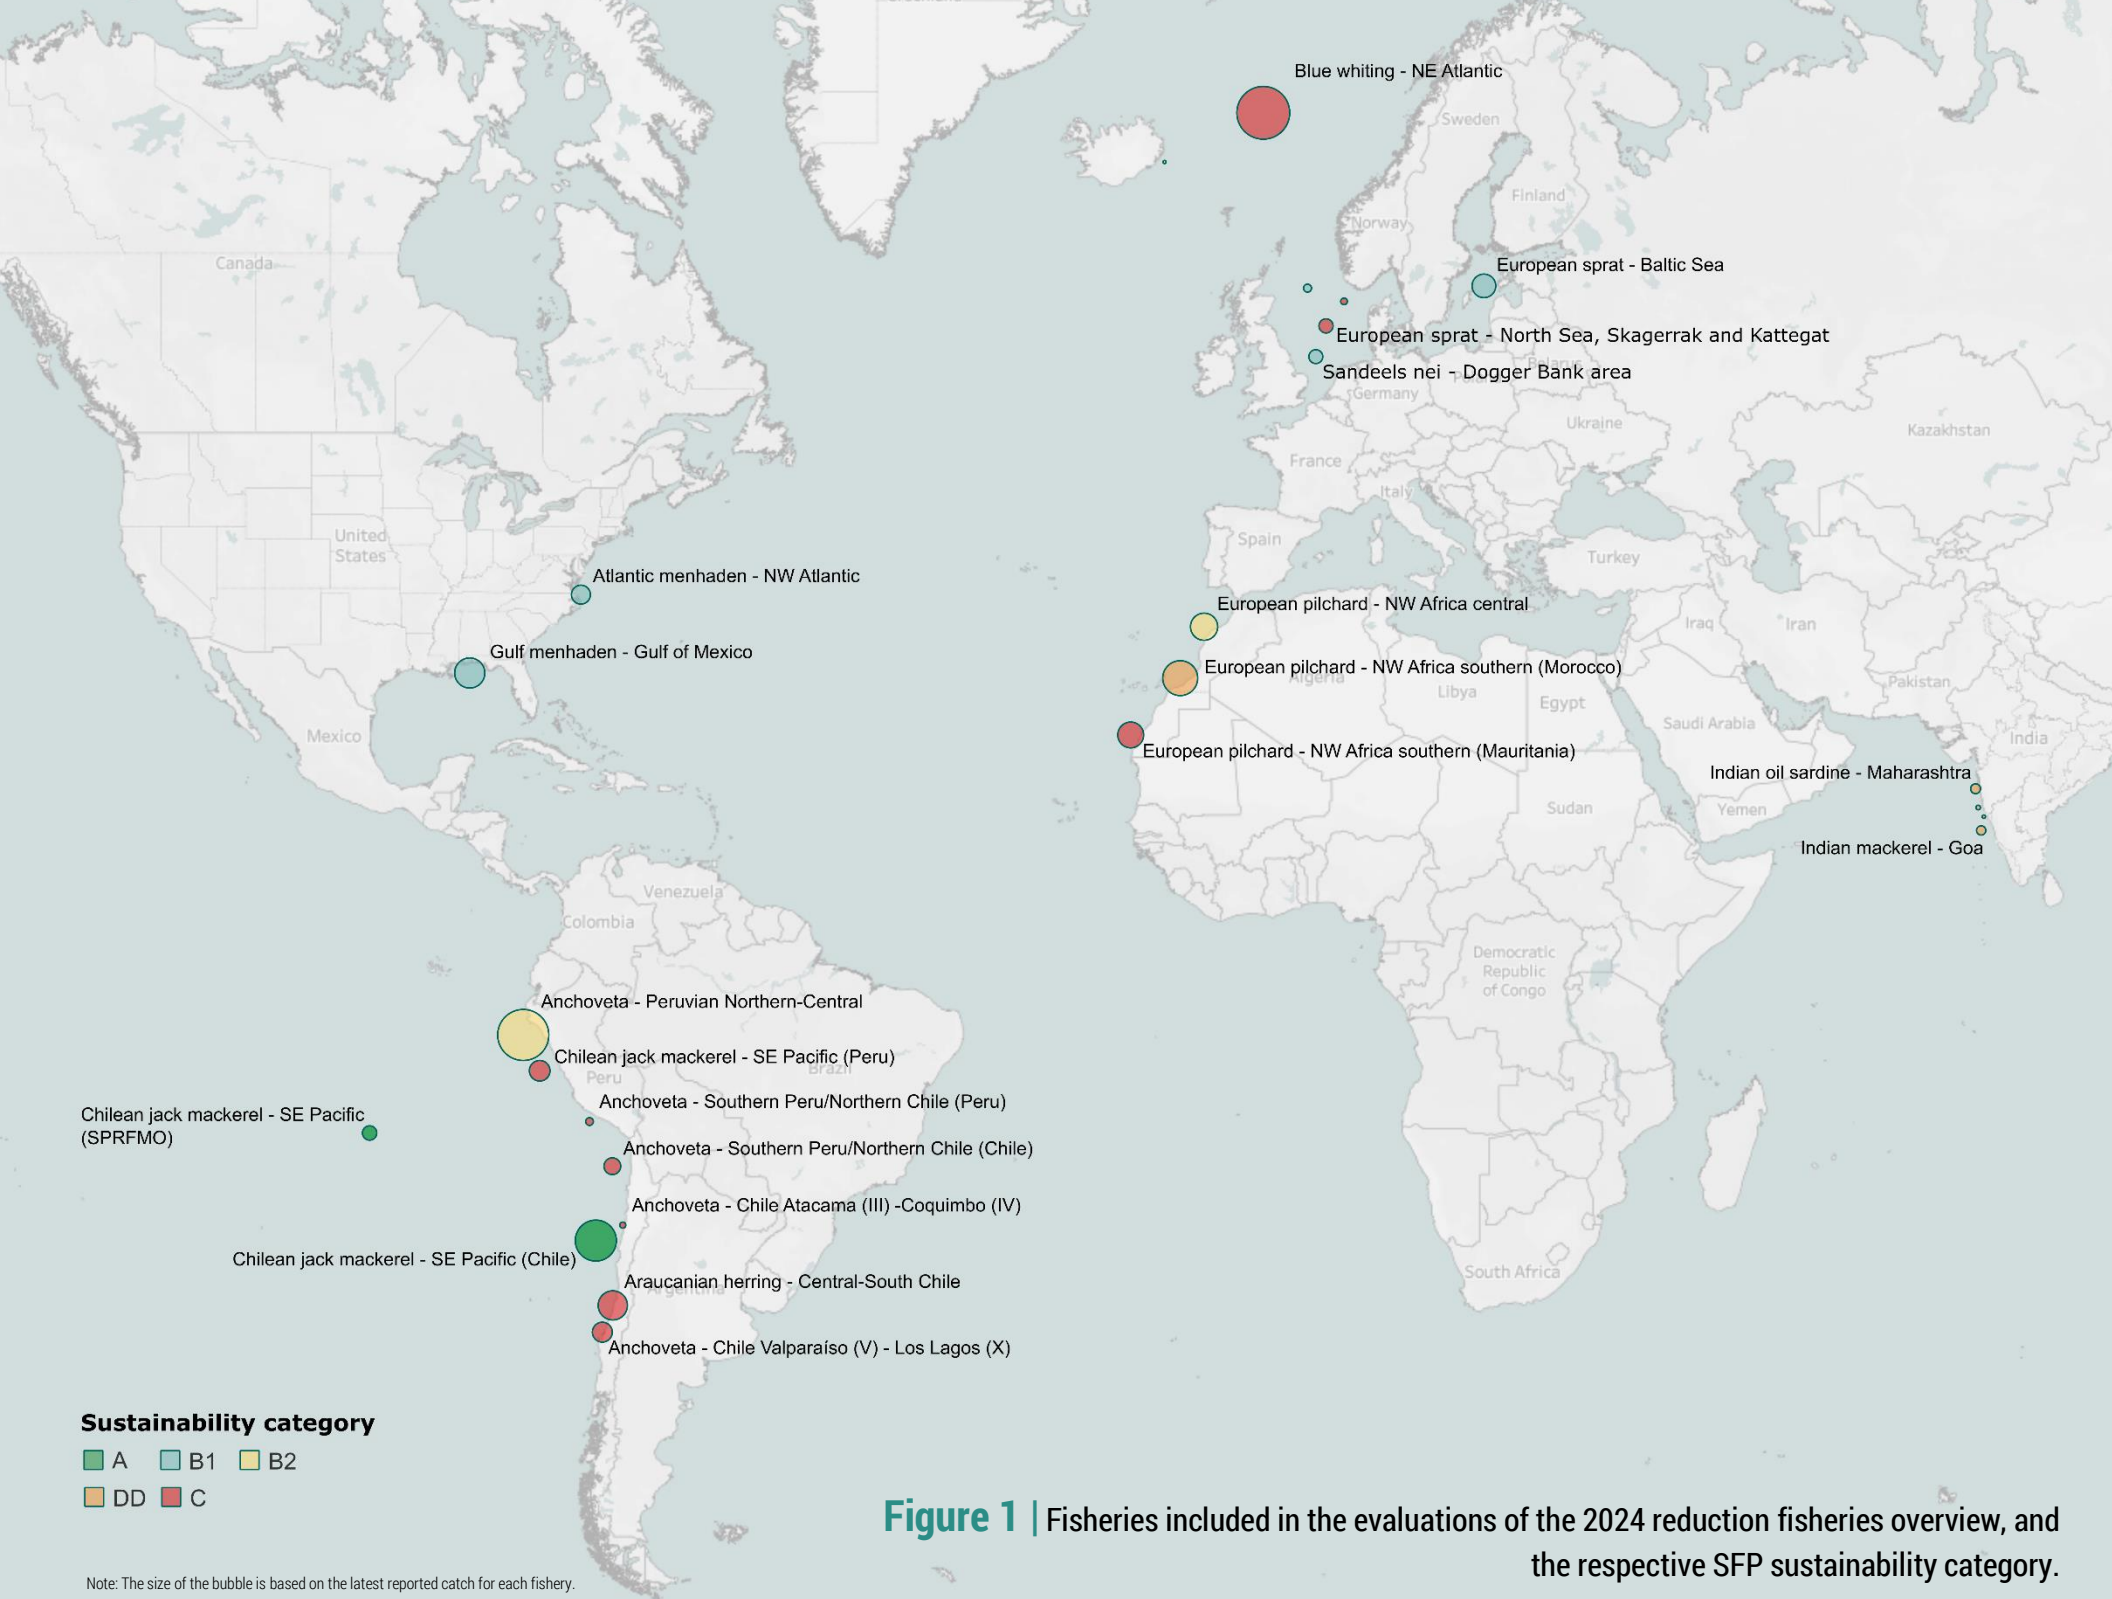 Blue whiting - NE Atlantic
Sweden
Finland
Norway
Canada
European sprat - Baltic Sea
European sprat - North Sea, Skagerrak and Kattegat
Belarus
Sandeels nei - Dogger Bank area
Poland
Germany
Ukraine
Kazakhstan
France
Italy
United
States
Spain
Turkey
Atlantic menhaden - NW Atlantic
European pilchard - NW Africa central
Iraq
Iran
Gulf menhaden - Gulf of Mexico
European pilchard - NW Africa southern (Morocco)
Algeria
Libya
Egypt
Pakistan
Mexico
Saudi Arabia
India
European pilchard - NW Africa southern (Mauritania)
Indian oil sardine - Maharashtra
Sudan
Yemen
Indian mackerel - Goa
Venezuela
Colombia
Democratic
Republic
of Congo
Anchoveta - Peruvian Northern-Central
Chilean jack mackerel - SE Pacific (Peru)
Brazil
Peru
Anchoveta - Southern Peru/Northern Chile (Peru)
Chilean jack mackerel - SE Pacific
(SPRFMO)
Anchoveta - Southern Peru/Northern Chile (Chile)
Anchoveta - Chile Atacama (III) -Coquimbo (IV)
Chilean jack mackerel - SE Pacific (Chile)
South Africa
Araucanian herring - Central-South Chile
Argentina
Anchoveta - Chile Valparaíso (V) - Los Lagos (X)
Sustainability category
A B1 B2
DD C
Figure 1 | Fisheries included in the evaluations of the 2024 reduction fisheries overview, and
the respective SFP sustainability category.
Note: The size of the bubble is based on the latest reported catch for each fishery.